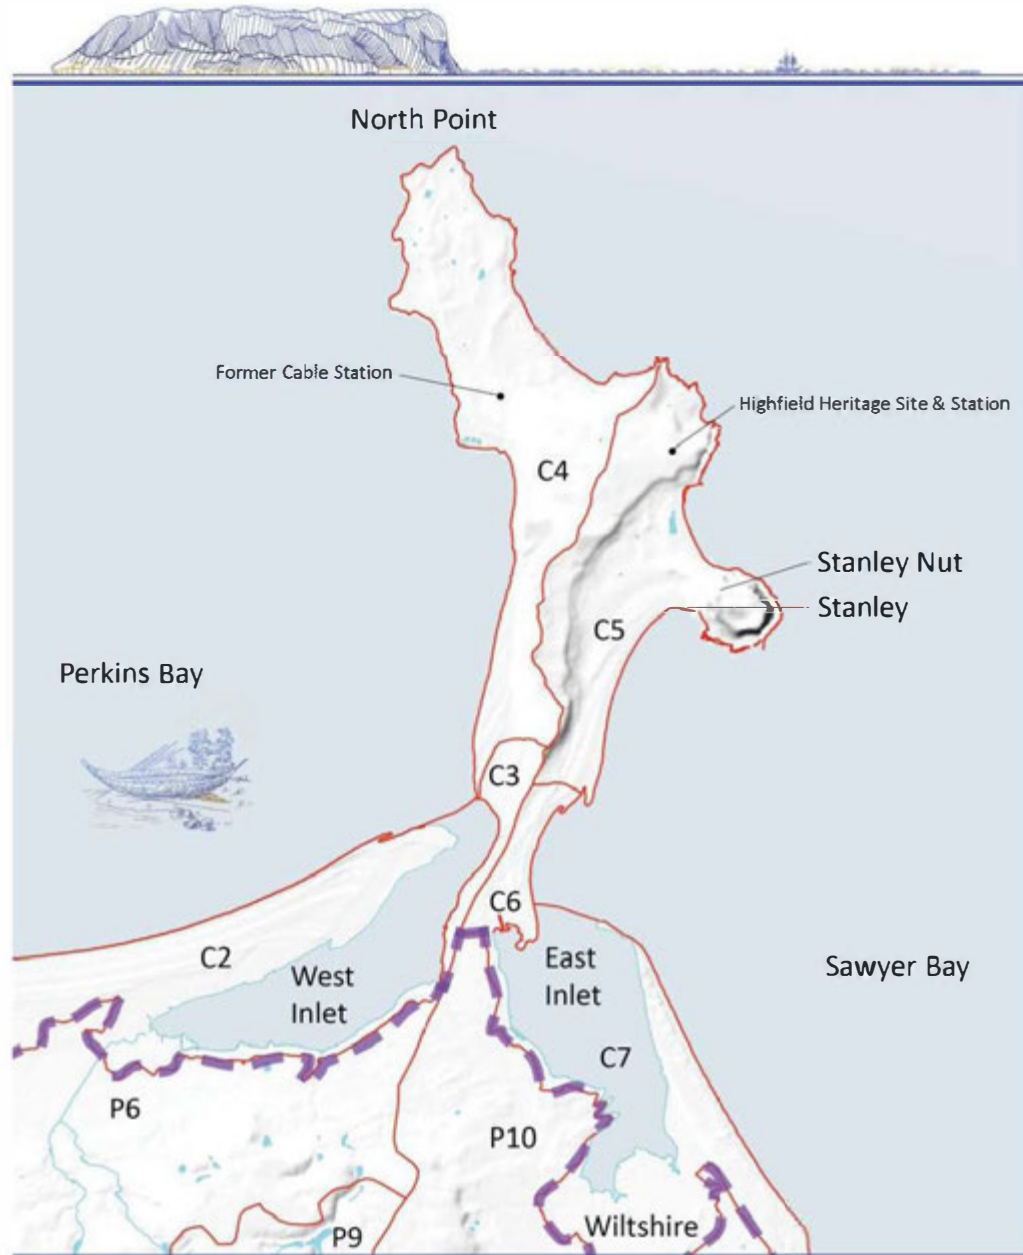 North Point
Former Cable Station
Highfield Heritage Site & Station
C4
Stanley Nut
Stanley
C5
Perkins Bay
C3
C6
C2
East
Inlet
West
Inlet
Sawyer Bay
C7
P6
P10
Wiltshire
P9